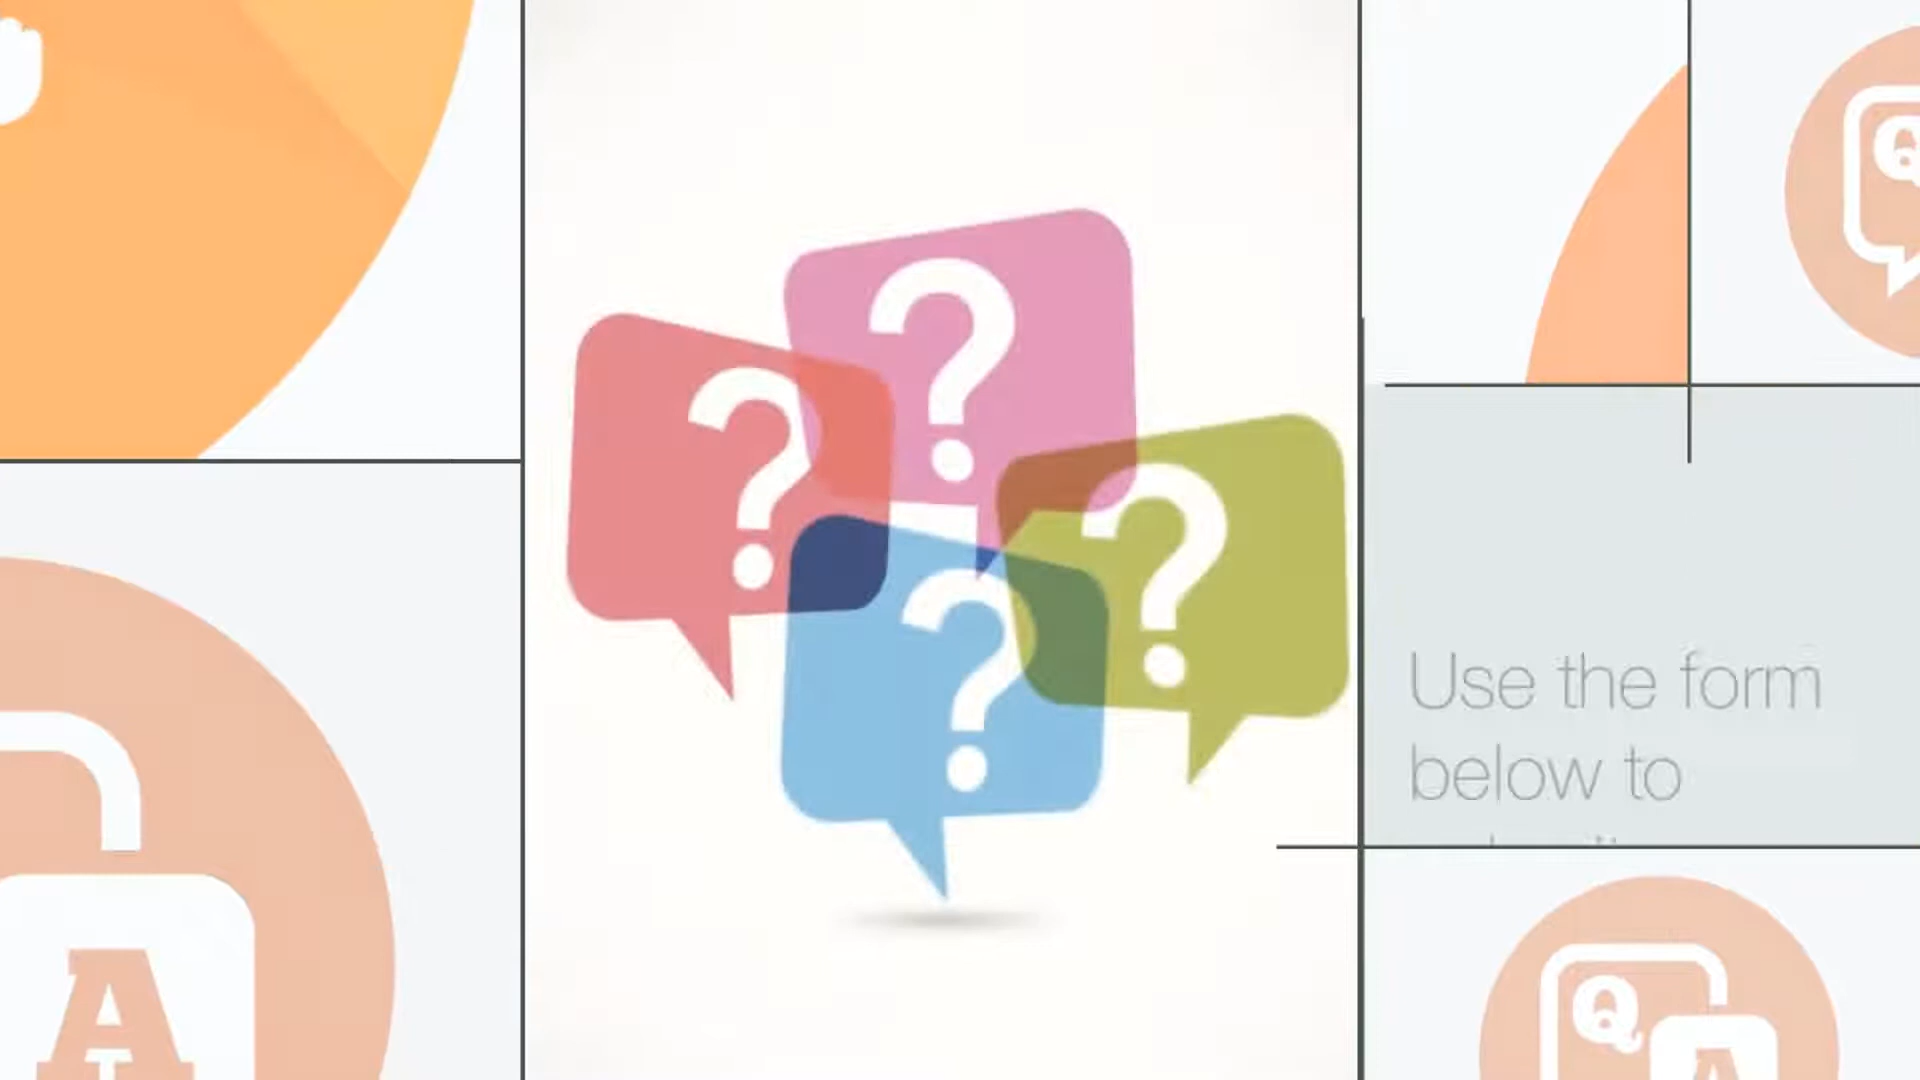 Q
?
?
?
?
Use the form
below to
A
Q
A